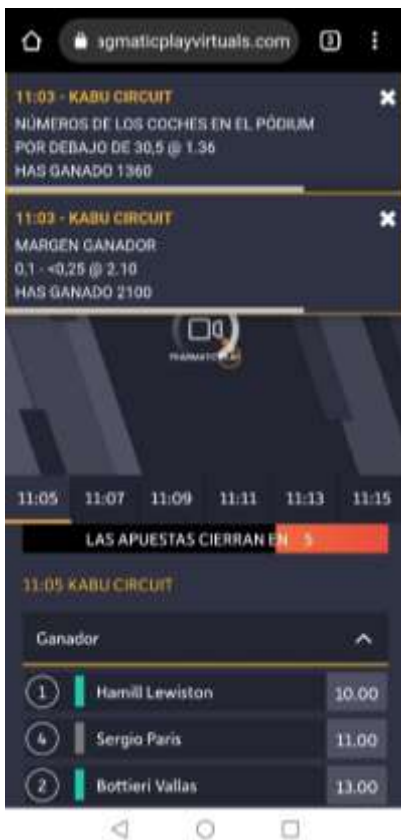 agmaticplayvirtuals.com
3
11:03 - KABU CIRCUIT
NÚMEROS DE LOS COCHES EN EL PÓDIUM
POR DEBAJO DE 30,5 @ 1.36
HAS GANADO 1360
11:03 - KABU CIRCUIT
MARGEN GANADOR
0,1 - <0,25 @ 2.10
HAS GANADO 2100
11:05 11:07 11:09 11:11 11:13 11:15
LAS APUESTAS CIERRAN EN 5
11:05 KABU CIRCUIT
Ganador
1 Hamill Lewiston 10.00
4 Sergio Paris 11.00
2 Bottieri Vallas 13.00